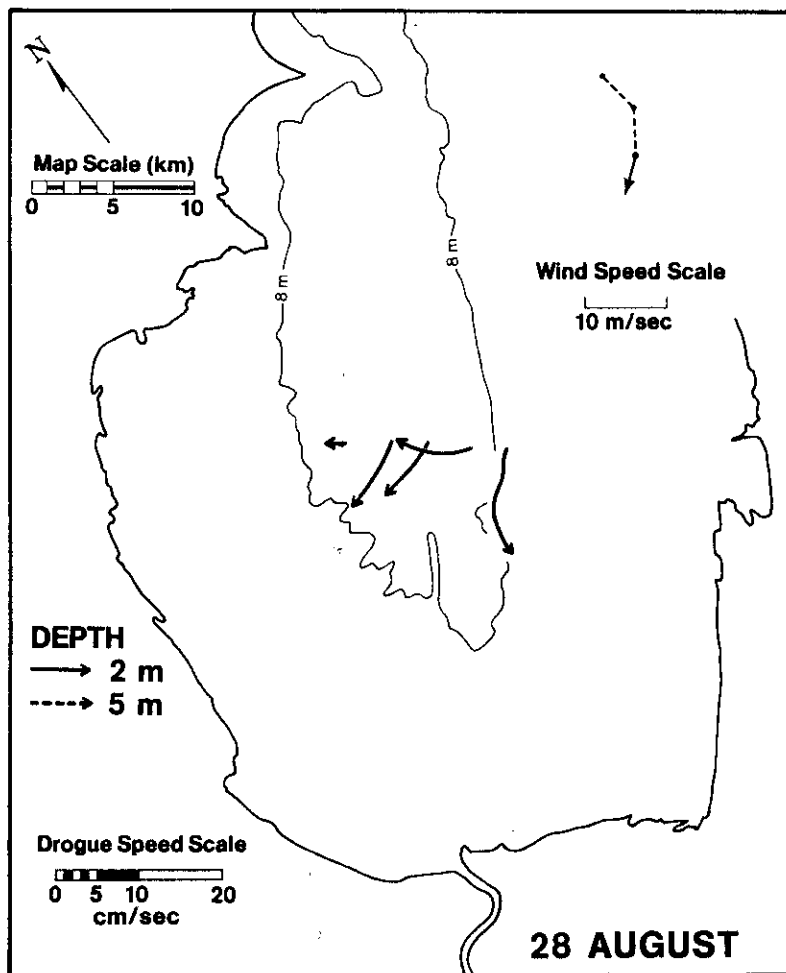 N
Map Scale (km)
0 5 10
8 m
8 m
Wind Speed Scale
10 m/sec
DEPTH
2 m
5 m
Drogue Speed Scale
0 5 10 20
cm/sec
28 AUGUST